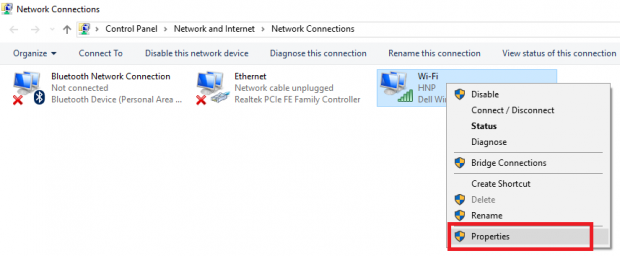 Network Connections
Control Panel > Network and Internet > Network Connections
Organize Connect To Disable this network device Diagnose this connection Rename this connection View status of this connection
Bluetooth Network Connection
Not connected
Bluetooth Device (Personal Area ...
Ethernet
Network cable unplugged
Realtek PCIe FE Family Controller
Wi-Fi
HNP
Dell Wi
Disable
Connect / Disconnect
Status
Diagnose
Bridge Connections
Create Shortcut
Delete
Rename
Properties